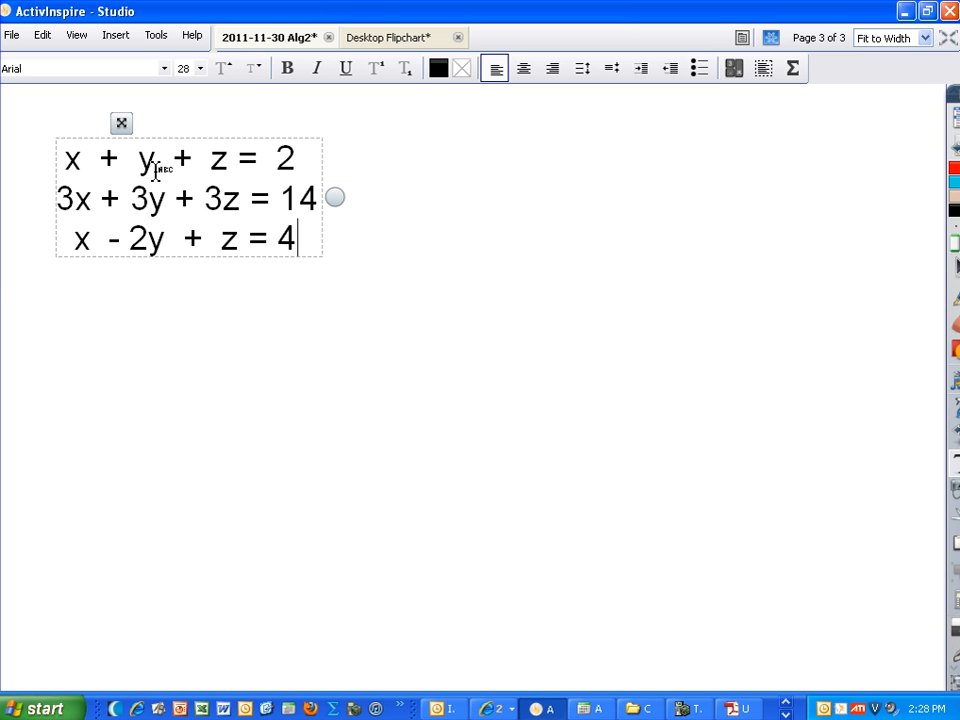 ActivInspire - Studio
File Edit View Insert Tools Help
2011-11-30 Alg2*
Desktop Flipchart*
Page 3 of 3
Fit to Width
Arial
28
B I U
x + y + z = 2
3x + 3y + 3z = 14
x - 2y + z = 4
start
I.
2
A
A
C
T.
U
2:28 PM